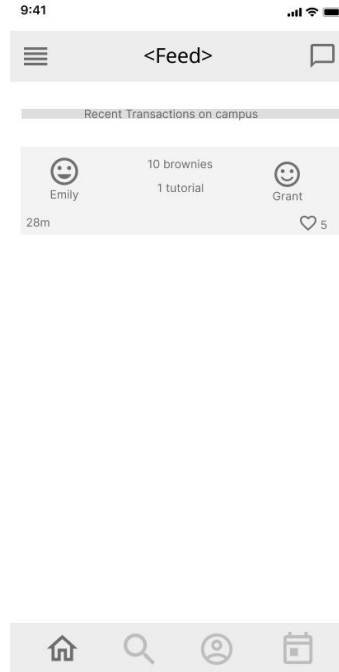 9:41
<Feed>
Recent Transactions on campus
10 brownies
1 tutorial
Emily
Grant
28m
5